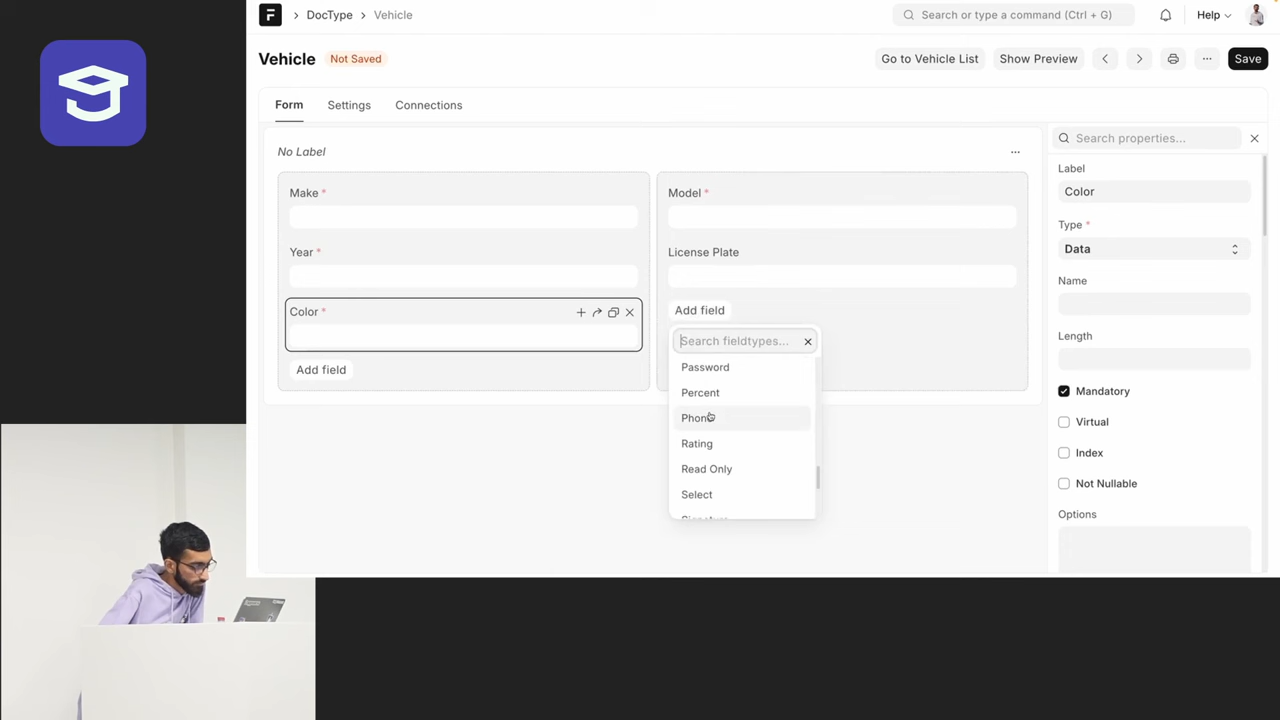 DocType
Vehicle
Search or type a command (Ctrl + G)
Help
Vehicle
Not Saved
Go to Vehicle List
Show Preview
Save
Form
Settings
Connections
No Label
Make *
Model *
Year *
License Plate
Color *
Add field
Add field
Search fieldtypes...
Password
Percent
Phone
Rating
Read Only
Select
Signature
Search properties...
Label
Color
Type *
Data
Name
Length
Mandatory
Virtual
Index
Not Nullable
Options